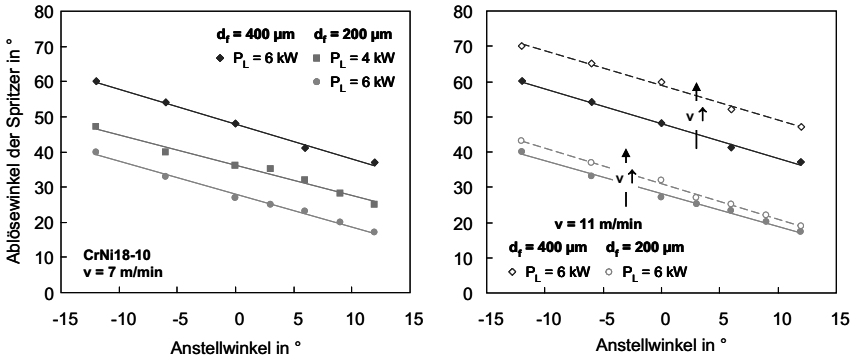 Ablösewinkel der Spritzer in °
80
70
60
50
40
30
20
10
0
d_f = 400 µm d_f = 200 µm
P_L = 6 kW P_L = 4 kW
P_L = 6 kW
CrNi18-10
v = 7 m/min
-15 -10 -5 0 5 10 15
Anstellwinkel in °
80
70
60
50
40
30
20
10
0
v ↑
v ↑
v = 11 m/min
d_f = 400 µm d_f = 200 µm
P_L = 6 kW P_L = 6 kW
-15 -10 -5 0 5 10 15
Anstellwinkel in °